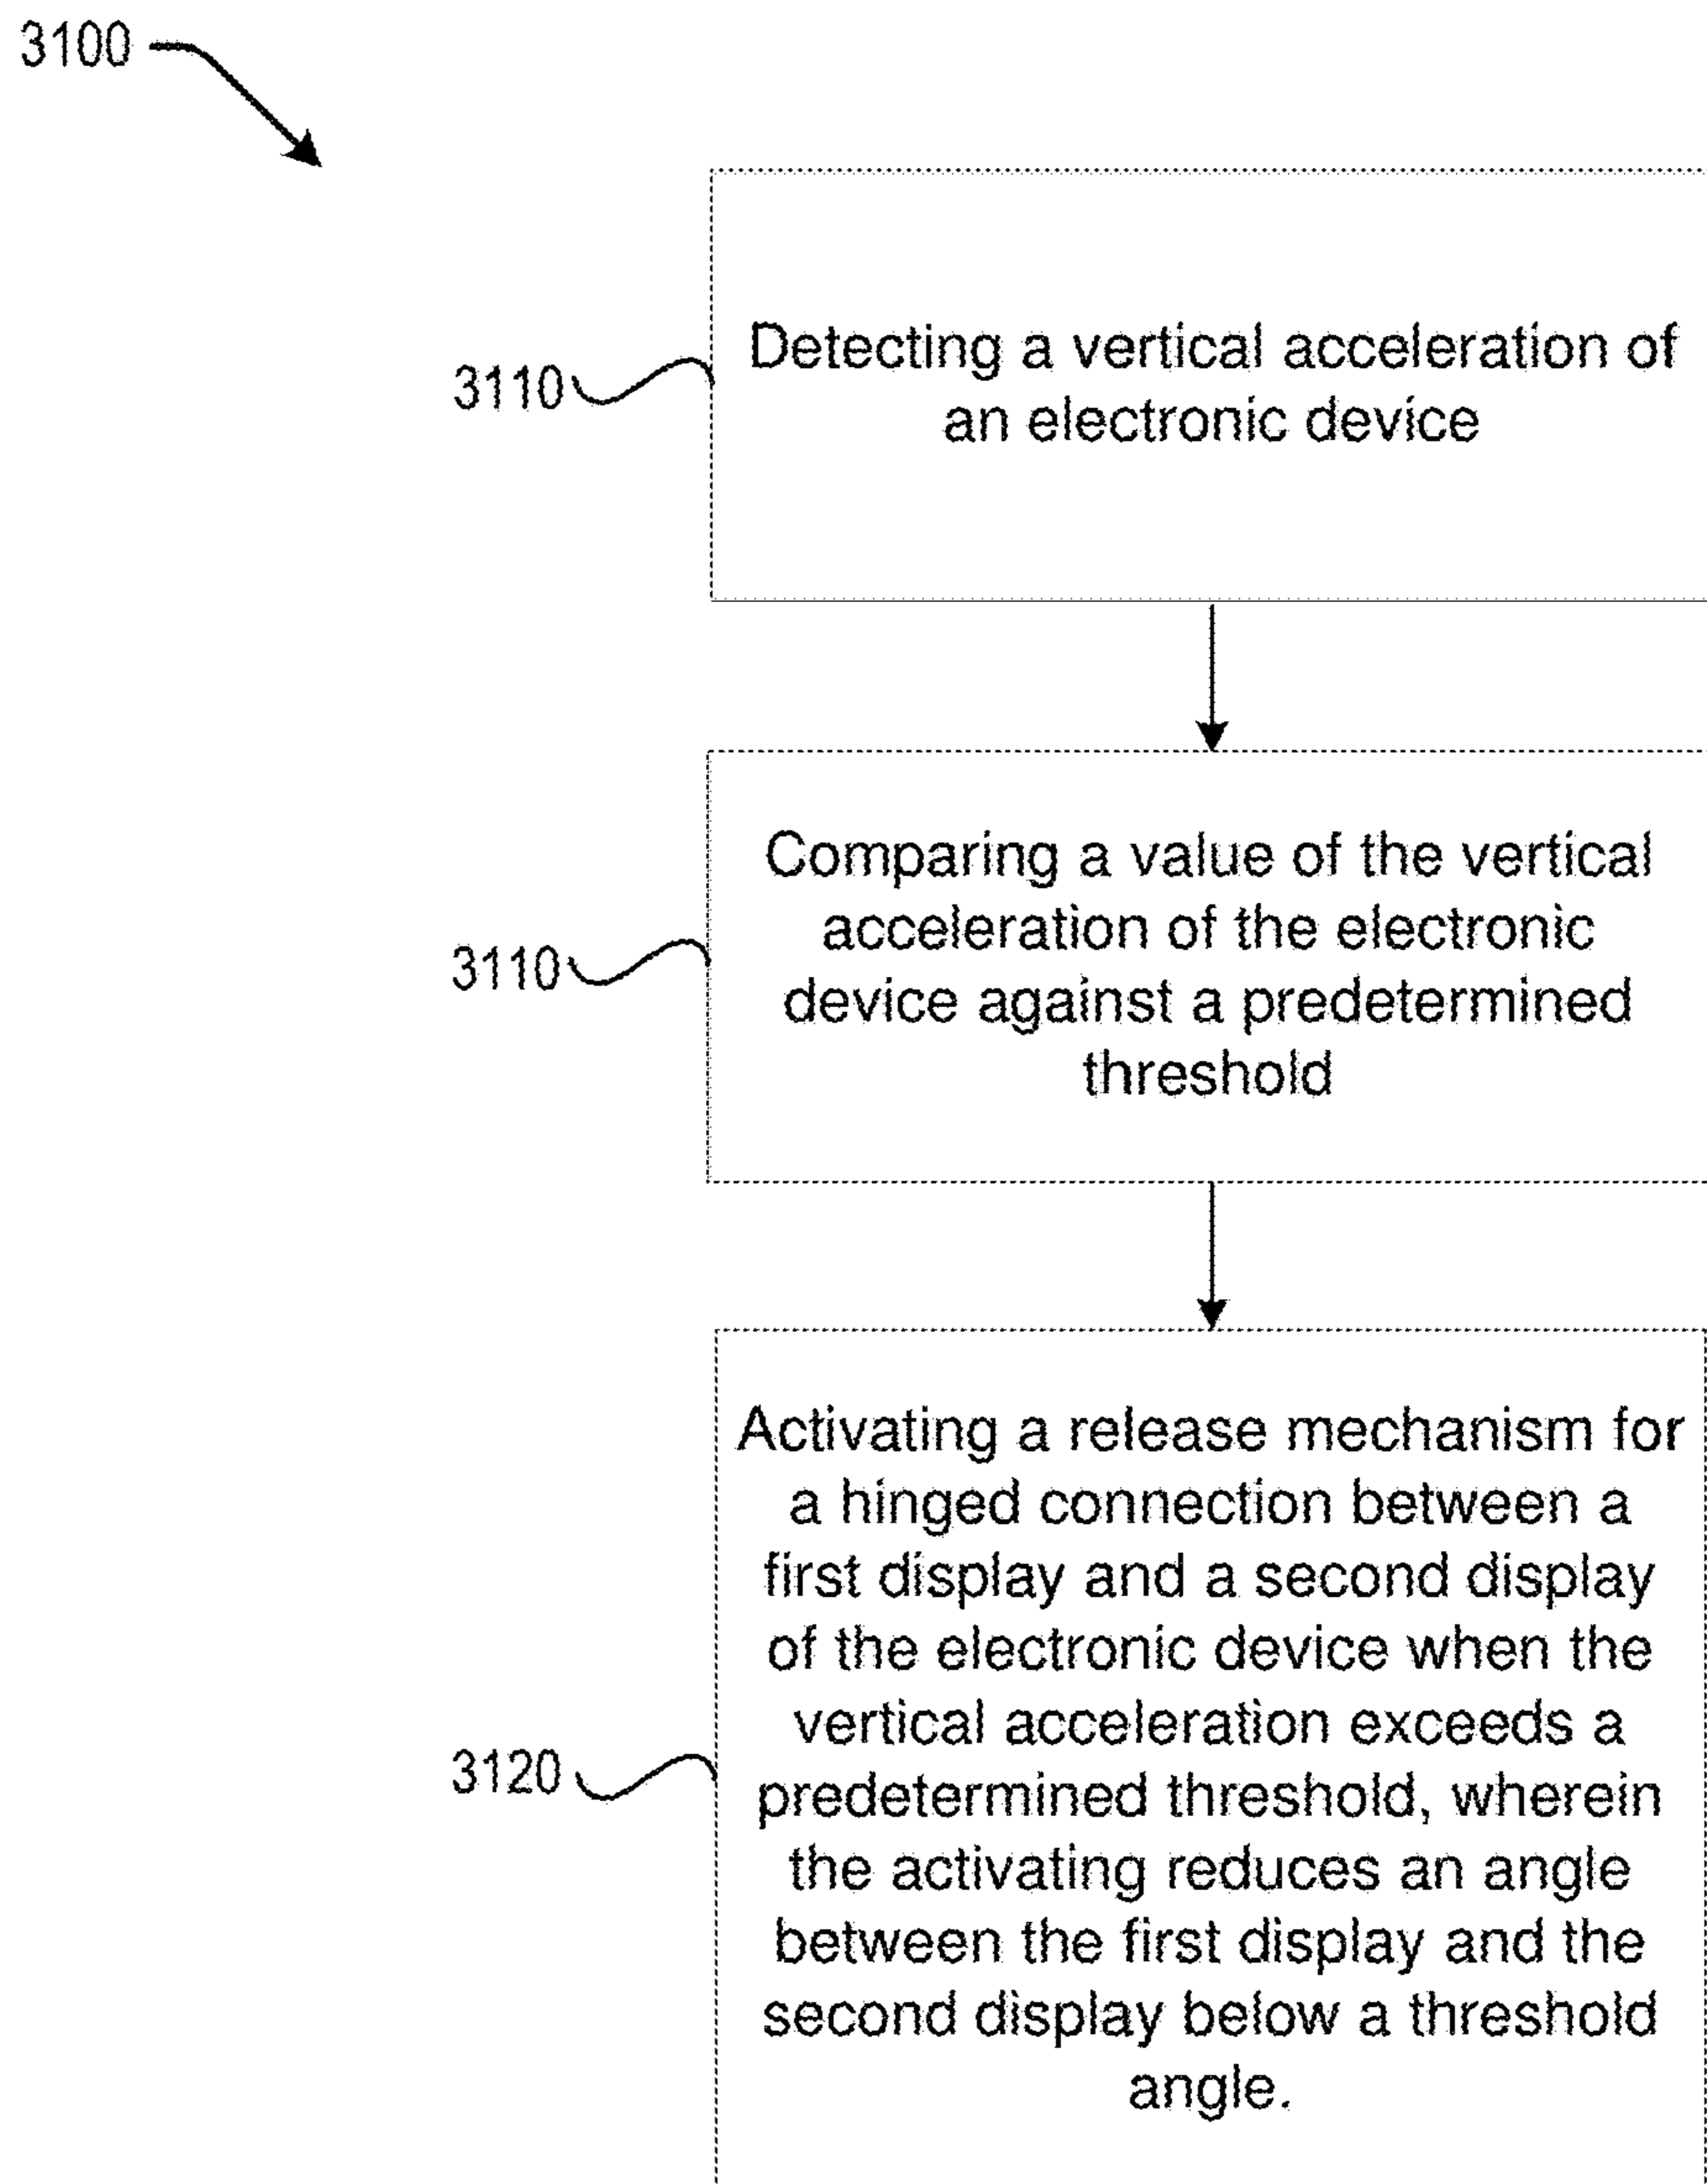 3100
3110
Detecting a vertical acceleration of
an electronic device
3110
Comparing a value of the vertical
acceleration of the electronic
device against a predetermined
threshold
3120
Activating a release mechanism for
a hinged connection between a
first display and a second display
of the electronic device when the
vertical acceleration exceeds a
predetermined threshold, wherein
the activating reduces an angle
between the first display and the
second display below a threshold
angle.